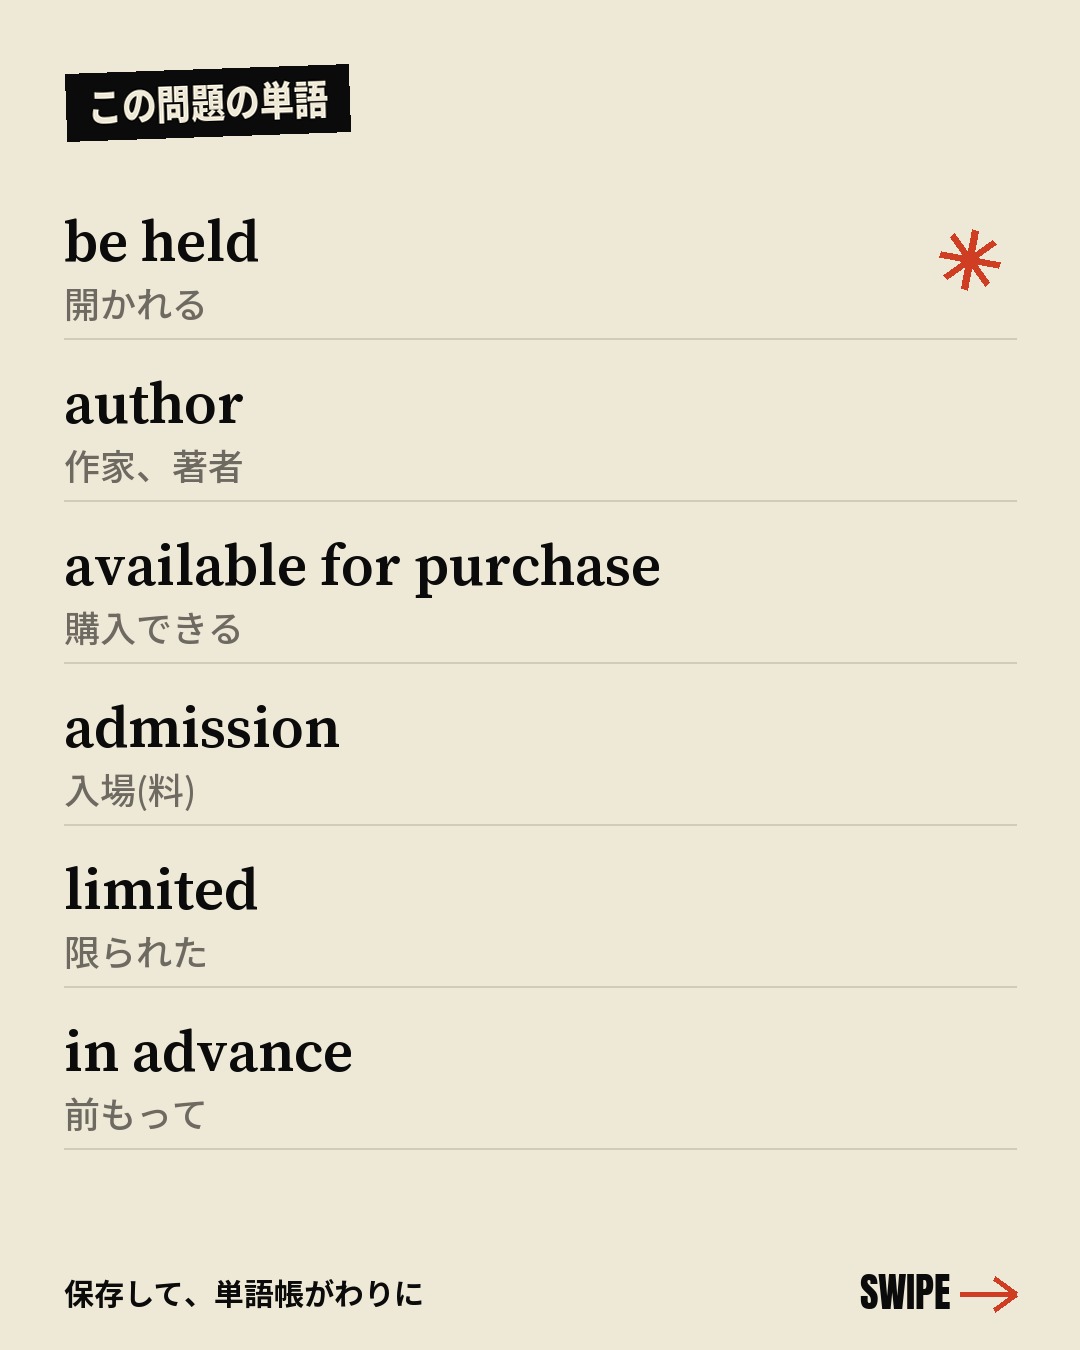 この問題の単語
be held
開かれる
author
作家、著者
available for purchase
購入できる
admission
入場(料)
limited
限られた
in advance
前もって
保存して、単語帳がわりに
SWIPE